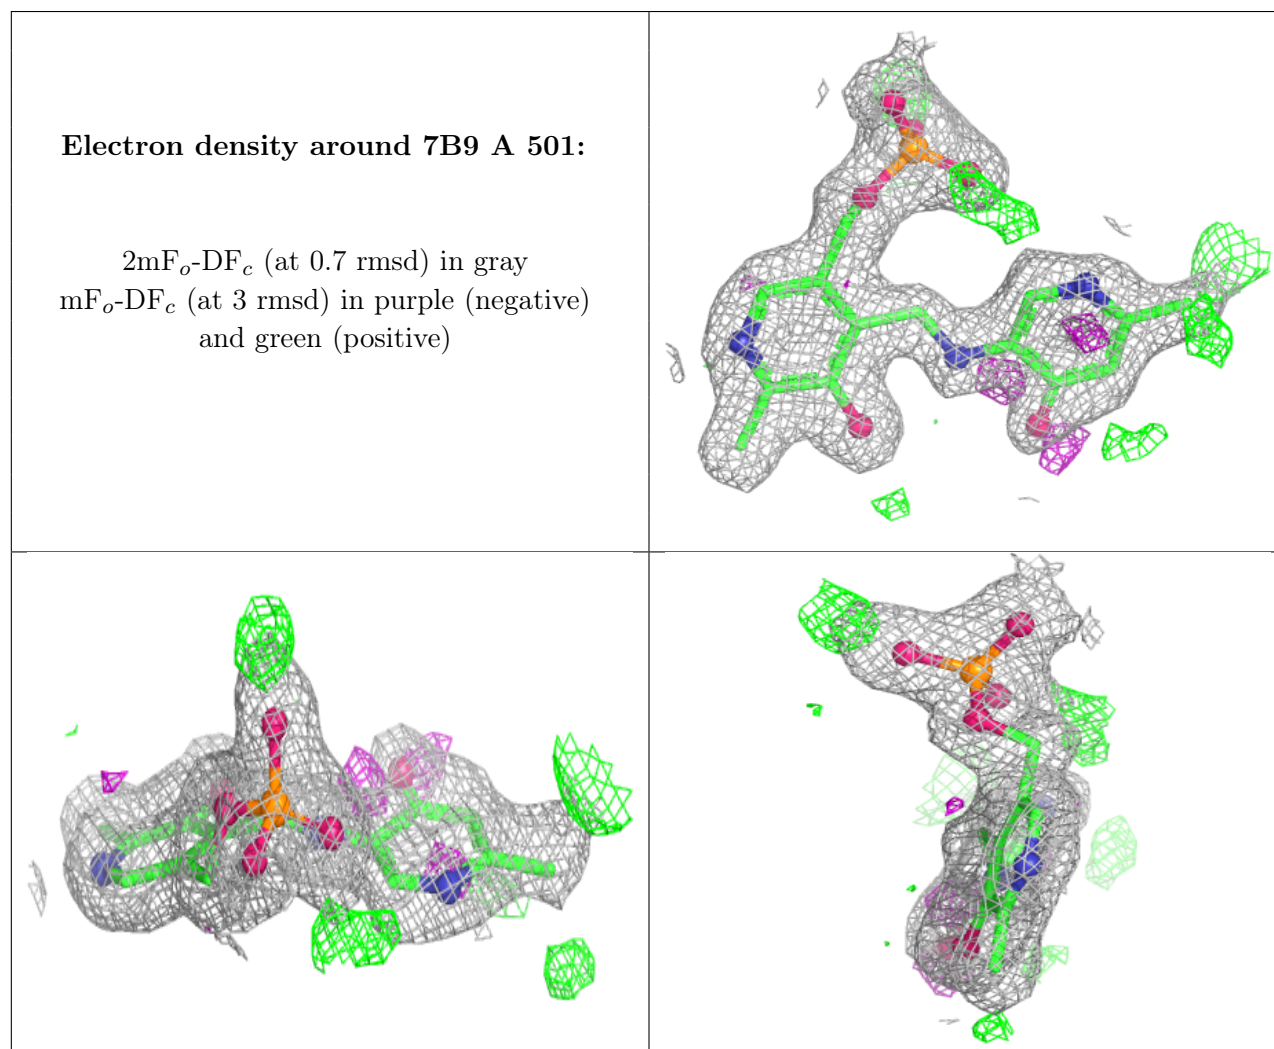 Electron density around 7B9 A 501:
2mFo-DFc (at 0.7 rmsd) in gray
mFo-DFc (at 3 rmsd) in purple (negative)
and green (positive)